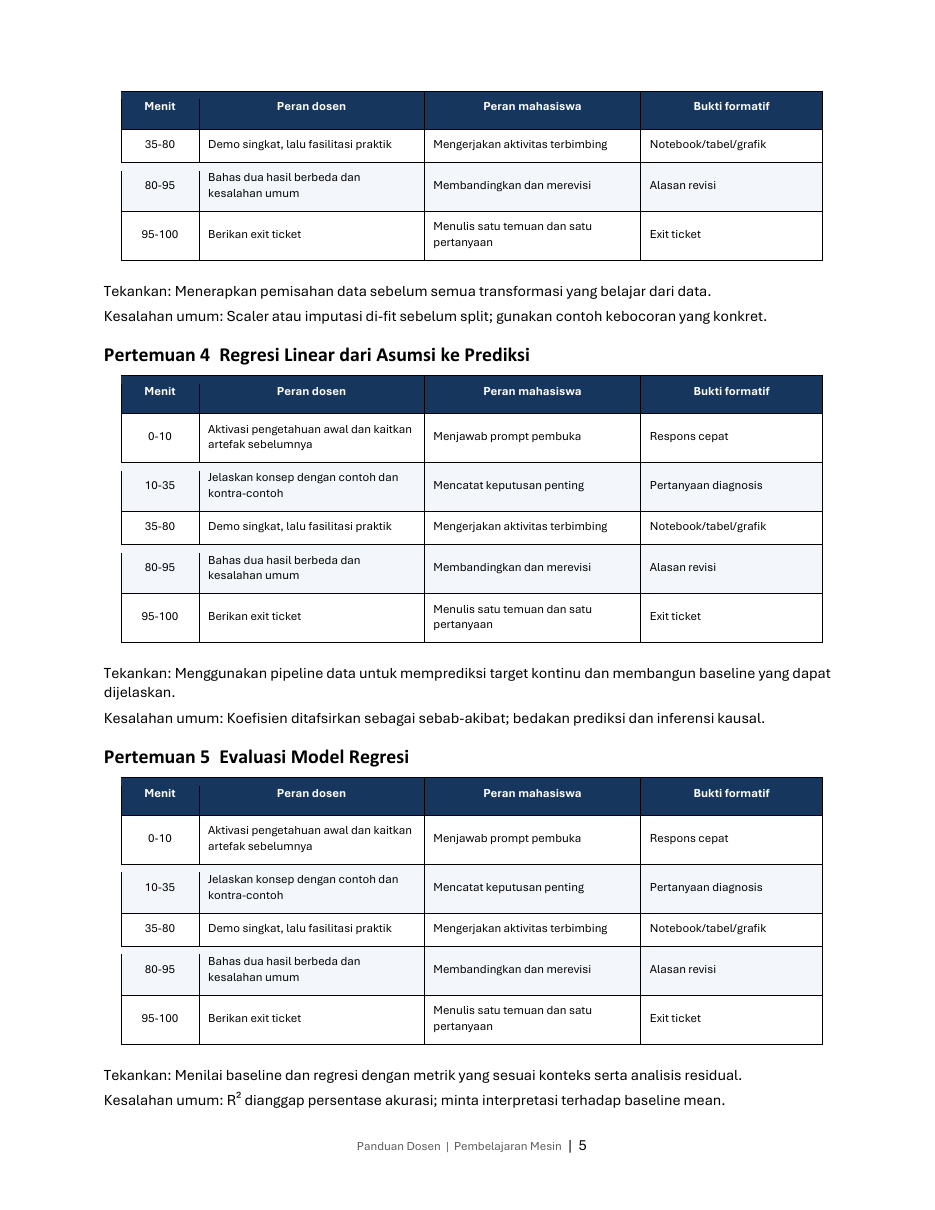 Menit Peran dosen Peran mahasiswa Bukti formatif
35-80 Demo singkat, lalu fasilitasi praktik Mengerjakan aktivitas terbimbing Notebook/tabel/grafik
80-95 Bahas dua hasil berbeda dan kesalahan umum Membandingkan dan merevisi Alasan revisi
95-100 Berikan exit ticket Menulis satu temuan dan satu pertanyaan Exit ticket
Tekankan: Menerapkan pemisahan data sebelum semua transformasi yang belajar dari data.
Kesalahan umum: Scaler atau imputasi di-fit sebelum split; gunakan contoh kebocoran yang konkret.
Pertemuan 4 Regresi Linear dari Asumsi ke Prediksi
Menit Peran dosen Peran mahasiswa Bukti formatif
0-10 Aktivasi pengetahuan awal dan kaitkan artefak sebelumnya Menjawab prompt pembuka Respons cepat
10-35 Jelaskan konsep dengan contoh dan kontra-contoh Mencatat keputusan penting Pertanyaan diagnosis
35-80 Demo singkat, lalu fasilitasi praktik Mengerjakan aktivitas terbimbing Notebook/tabel/grafik
80-95 Bahas dua hasil berbeda dan kesalahan umum Membandingkan dan merevisi Alasan revisi
95-100 Berikan exit ticket Menulis satu temuan dan satu pertanyaan Exit ticket
Tekankan: Menggunakan pipeline data untuk memprediksi target kontinu dan membangun baseline yang dapat
dijelaskan.
Kesalahan umum: Koefisien ditafsirkan sebagai sebab-akibat; bedakan prediksi dan inferensi kausal.
Pertemuan 5 Evaluasi Model Regresi
Menit Peran dosen Peran mahasiswa Bukti formatif
0-10 Aktivasi pengetahuan awal dan kaitkan artefak sebelumnya Menjawab prompt pembuka Respons cepat
10-35 Jelaskan konsep dengan contoh dan kontra-contoh Mencatat keputusan penting Pertanyaan diagnosis
35-80 Demo singkat, lalu fasilitasi praktik Mengerjakan aktivitas terbimbing Notebook/tabel/grafik
80-95 Bahas dua hasil berbeda dan kesalahan umum Membandingkan dan merevisi Alasan revisi
95-100 Berikan exit ticket Menulis satu temuan dan satu pertanyaan Exit ticket
Tekankan: Menilai baseline dan regresi dengan metrik yang sesuai konteks serta analisis residual.
Kesalahan umum: R² dianggap persentase akurasi; minta interpretasi terhadap baseline mean.
Panduan Dosen | Pembelajaran Mesin | 5